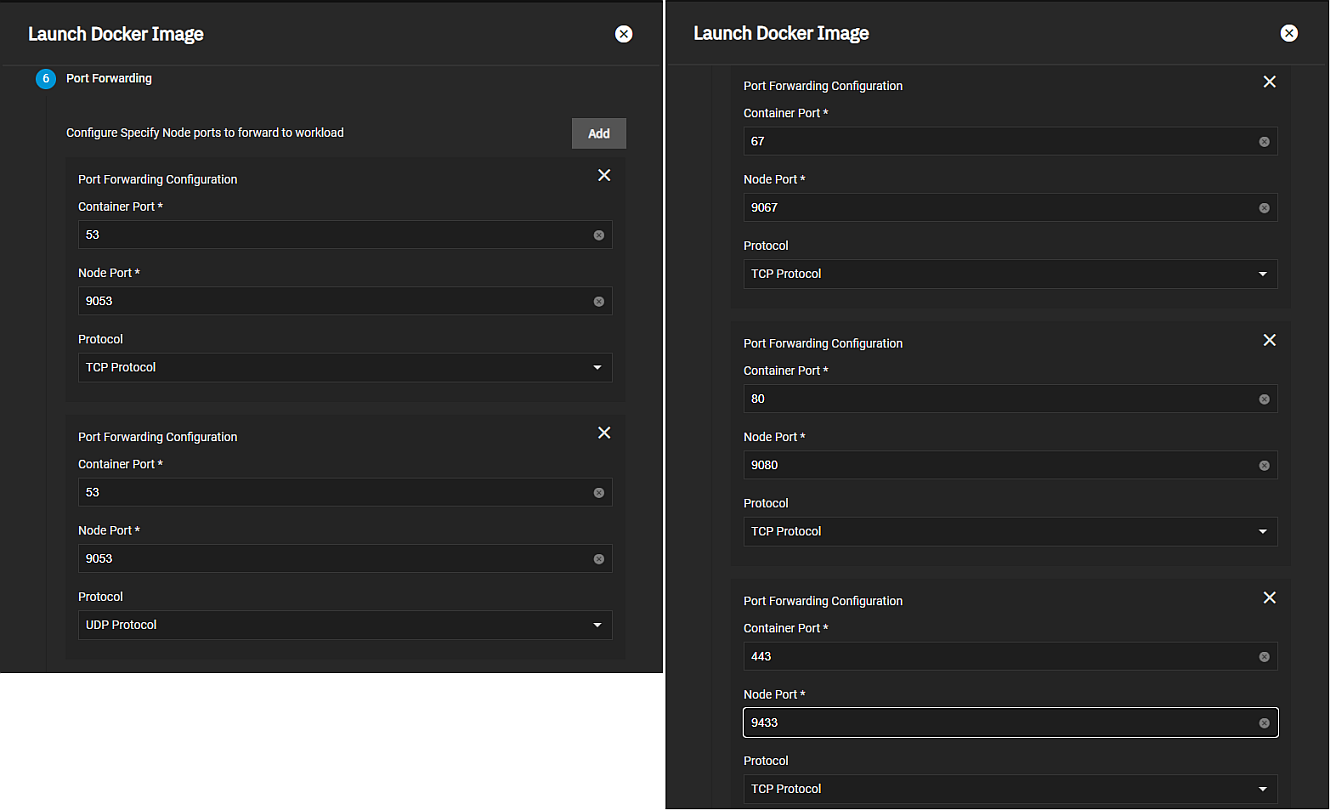 Launch Docker Image
6 Port Forwarding
Configure Specify Node ports to forward to workload
Add
Port Forwarding Configuration
Container Port *
53
Node Port *
9053
Protocol
TCP Protocol
Port Forwarding Configuration
Container Port *
53
Node Port *
9053
Protocol
UDP Protocol
Launch Docker Image
Port Forwarding Configuration
Container Port *
67
Node Port *
9067
Protocol
TCP Protocol
Port Forwarding Configuration
Container Port *
80
Node Port *
9080
Protocol
TCP Protocol
Port Forwarding Configuration
Container Port *
443
Node Port *
9433
Protocol
TCP Protocol